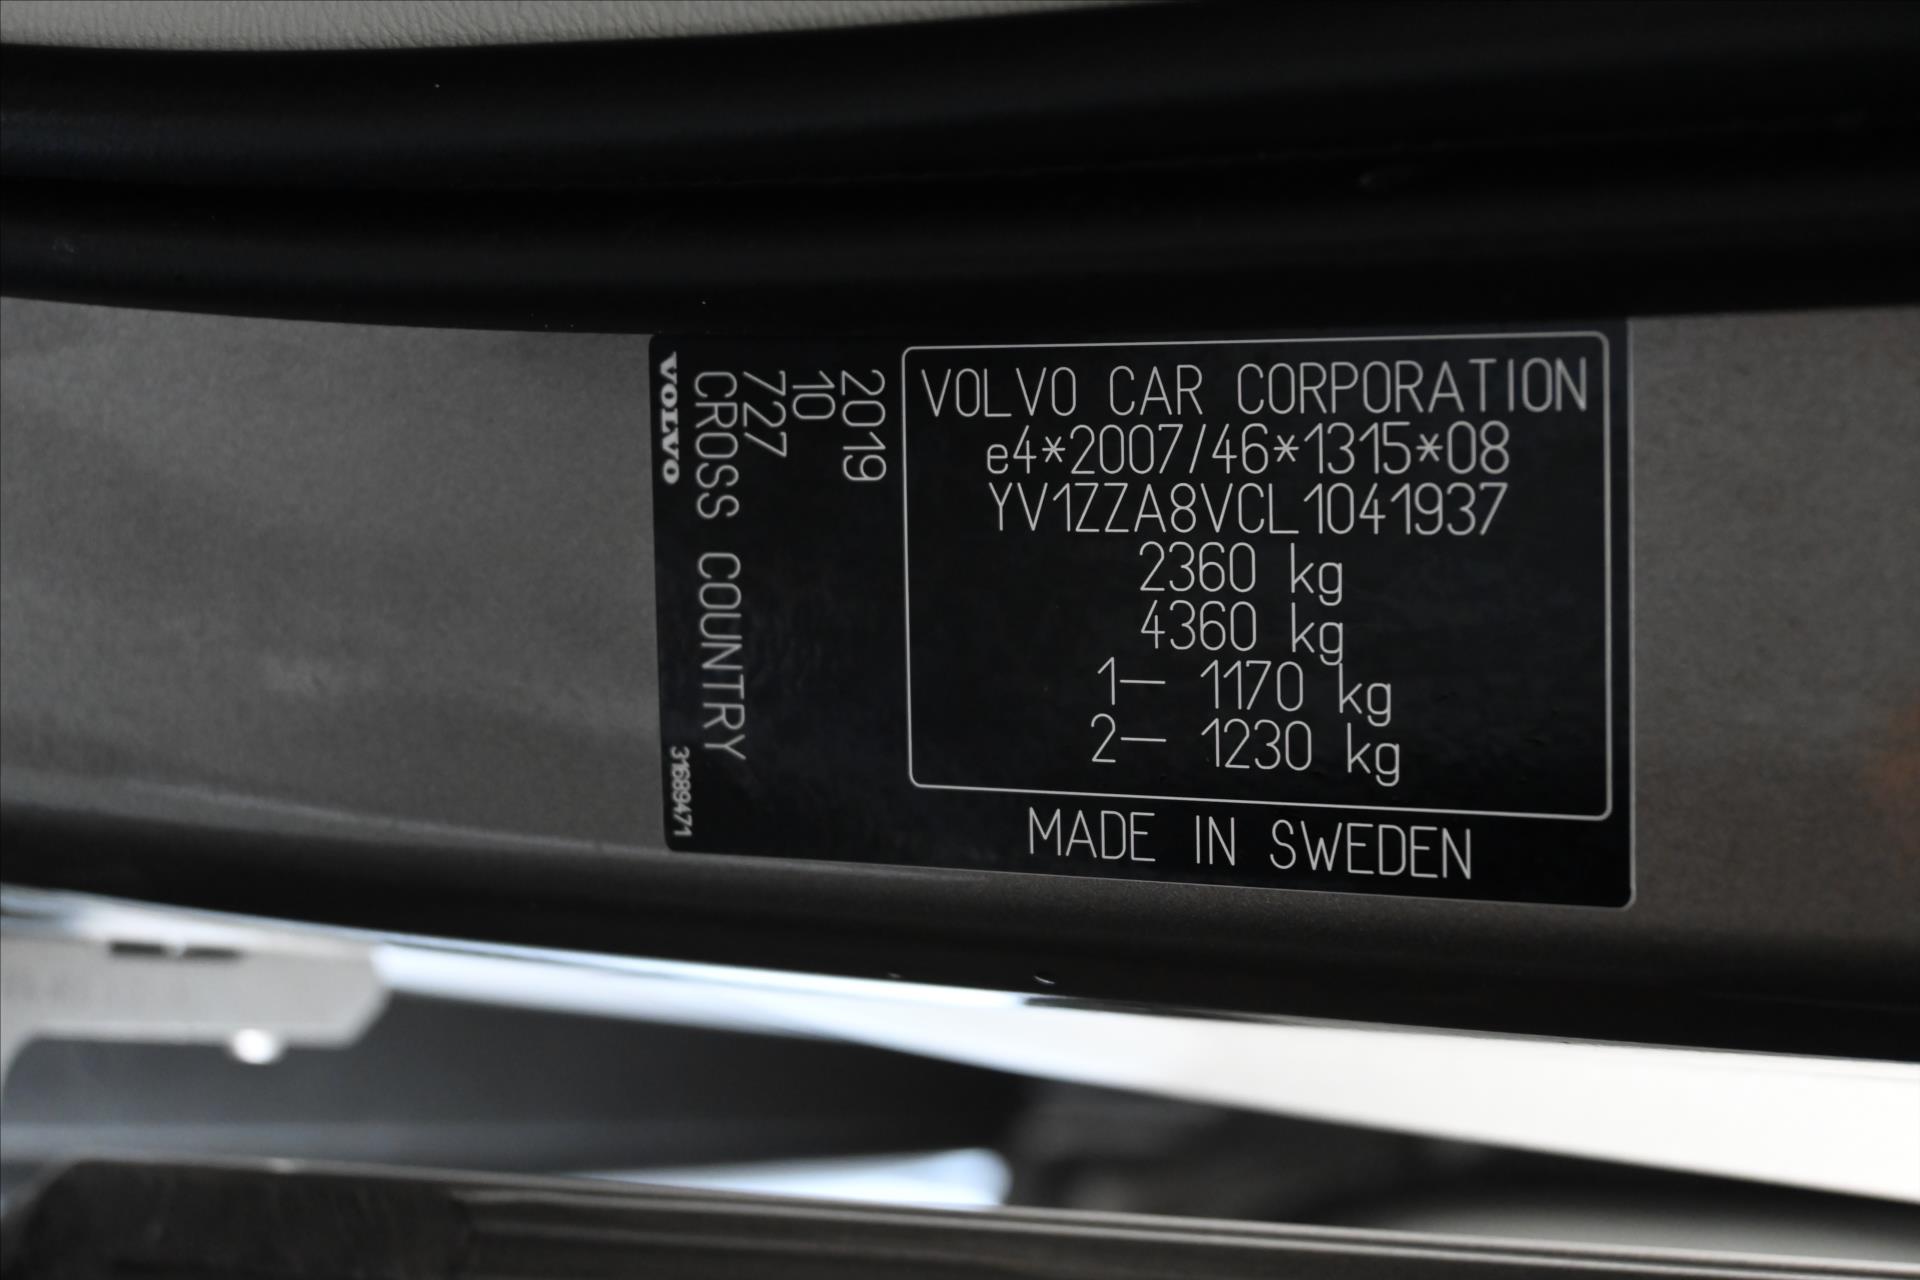 VOLVO CAR CORPORATION
e4*2007/46*1315*08
YV1ZZA8VCL1041937
2360 kg
4360 kg
1— 1170 kg
2— 1230 kg
MADE IN SWEDEN
2019
10
727
CROSS COUNTRY
VOLVO
31689471